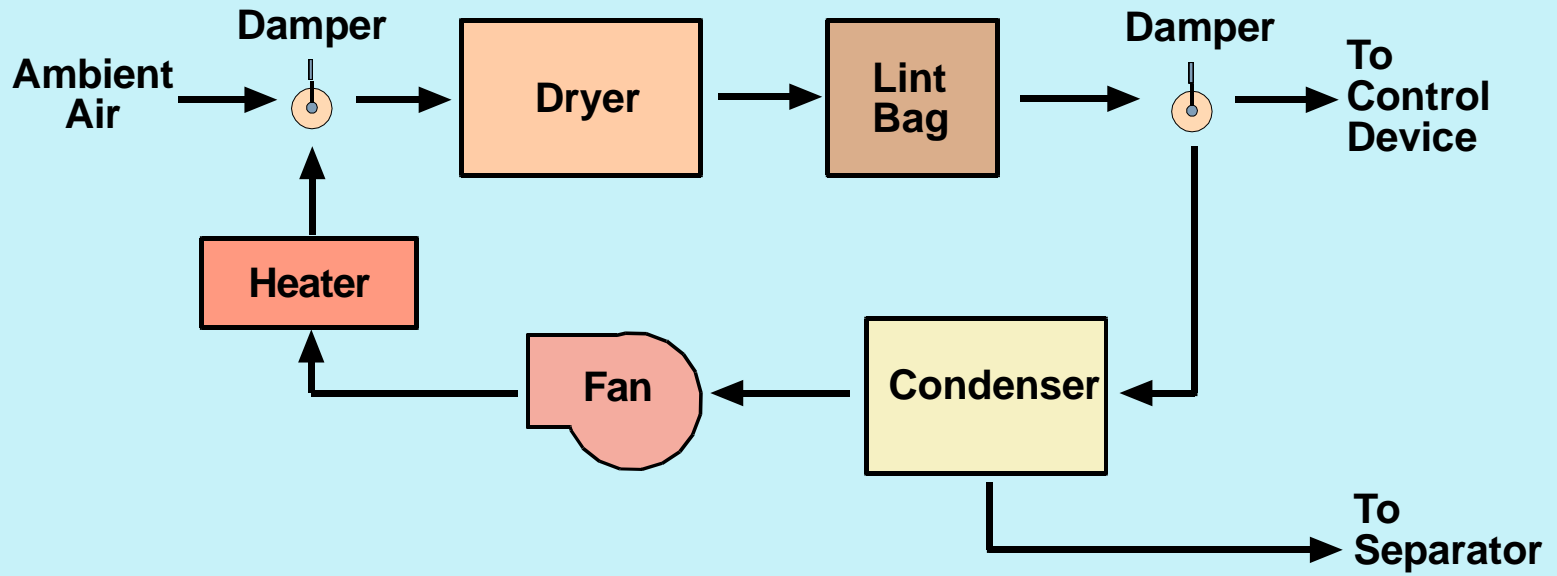 Damper
Damper
Ambient
Air
Dryer
Lint
Bag
To
Control
Device
Heater
Fan
Condenser
To
Separator